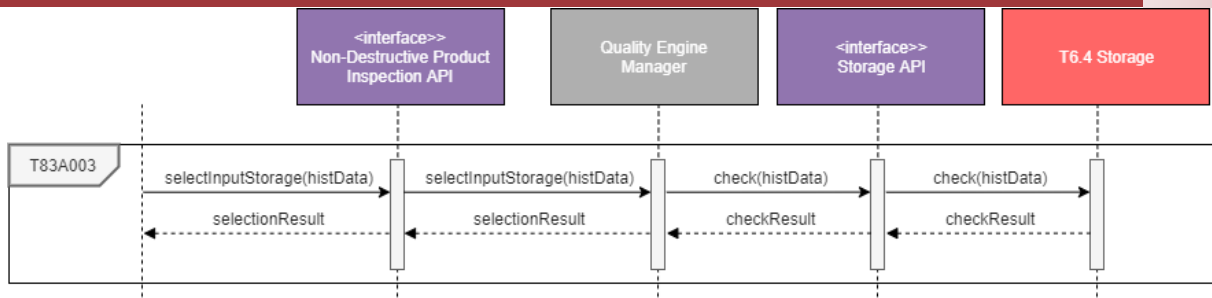 <interface>>
Non-Destructive Product
Inspection API
Quality Engine
Manager
<interface>>
Storage API
T6.4 Storage
T83A003
selectInputStorage(histData)
selectInputStorage(histData)
check(histData)
check(histData)
selectionResult
selectionResult
checkResult
checkResult